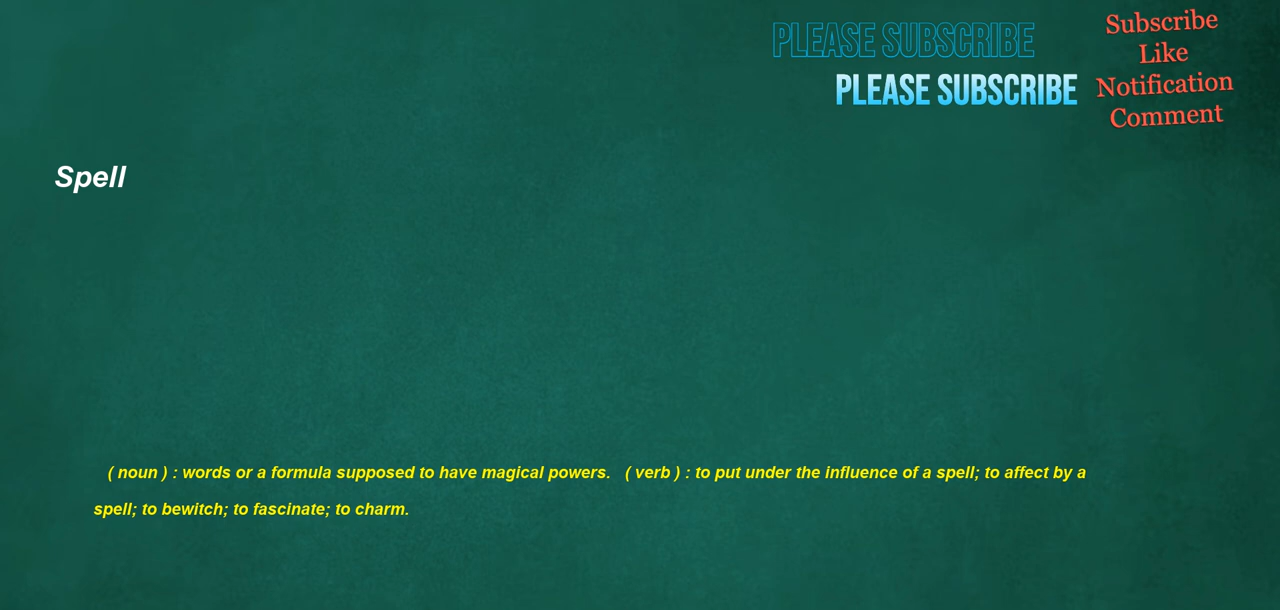 PLEASE SUBSCRIBE
PLEASE SUBSCRIBE
Subscribe
Like
Notification
Comment
Spell
( noun ) : words or a formula supposed to have magical powers. ( verb ) : to put under the influence of a spell; to affect by a
spell; to bewitch; to fascinate; to charm.